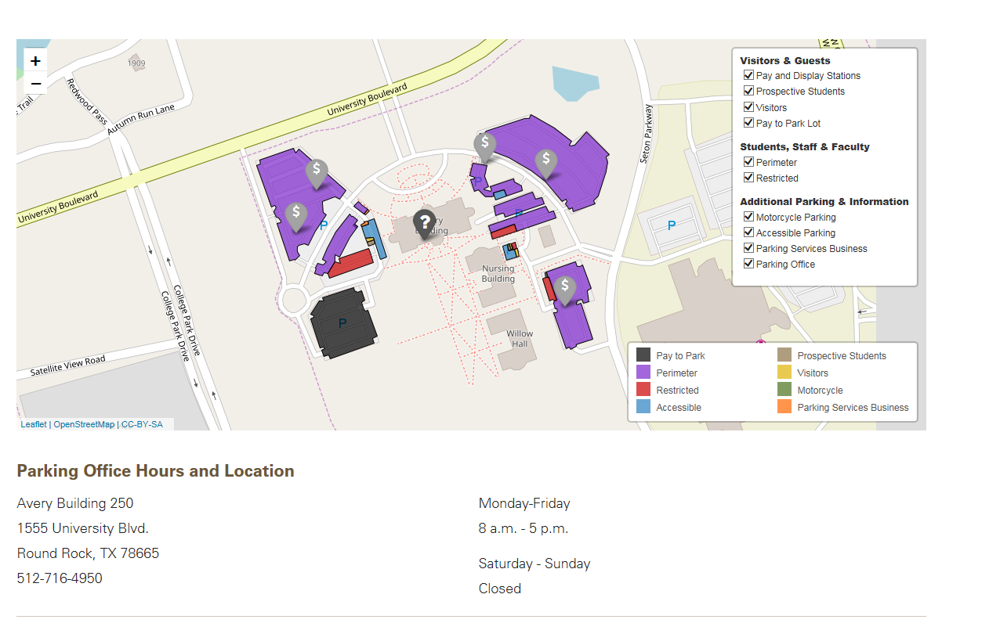 +
−
1909
Redwood Pass
Trail
Autumn Run Lane
University Boulevard
University Boulevard
Seton Parkway
$
$
$
$
$
?
P
P
P
P
P
Building
Nursing
Building
Willow
Hall
College Park Drive
College Park Drive
Satellite View Road
Leaflet | OpenStreetMap | CC-BY-SA
Visitors & Guests
Pay and Display Stations
Prospective Students
Visitors
Pay to Park Lot
Students, Staff & Faculty
Perimeter
Restricted
Additional Parking & Information
Motorcycle Parking
Accessible Parking
Parking Services Business
Parking Office
Pay to Park
Perimeter
Restricted
Accessible
Prospective Students
Visitors
Motorcycle
Parking Services Business
Parking Office Hours and Location
Avery Building 250
1555 University Blvd.
Round Rock, TX 78665
512-716-4950
Monday-Friday
8 a.m. - 5 p.m.
Saturday - Sunday
Closed